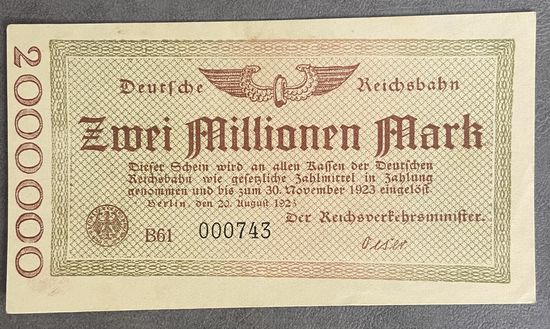 2000000
Deutsche Reichsbahn
Zwei Millionen Mark
Dieser Schein wird an allen Kassen der Deutschen
Reichsbahn wie gesetzliche Zahlmittel in Zahlung
genommen und bis zum 30. November 1923 eingelöst.
Berlin, den 20. August 1923
Der Reichsverkehrsminister.
B61 000743
Oeser